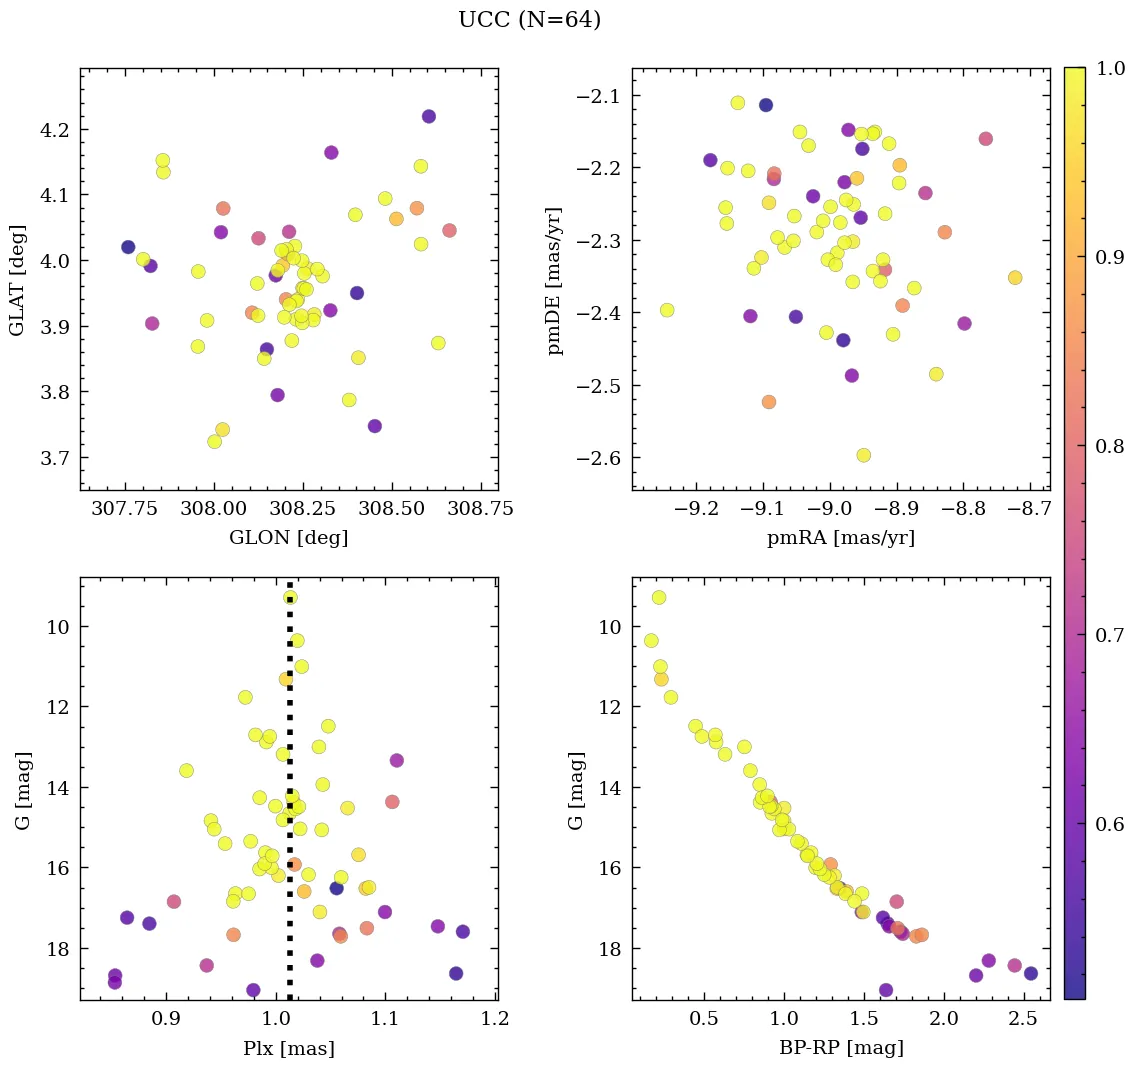 UCC (N=64)
4.2
4.1
4.0
3.9
3.8
3.7
GLAT [deg]
307.75 308.00 308.25 308.50 308.75
GLON [deg]
−2.1
−2.2
−2.3
−2.4
−2.5
−2.6
pmDE [mas/yr]
−9.2 −9.1 −9.0 −8.9 −8.8 −8.7
pmRA [mas/yr]
1.0
0.9
0.8
0.7
0.6
10
12
14
16
18
G [mag]
0.9 1.0 1.1 1.2
Plx [mas]
10
12
14
16
18
G [mag]
0.5 1.0 1.5 2.0 2.5
BP-RP [mag]